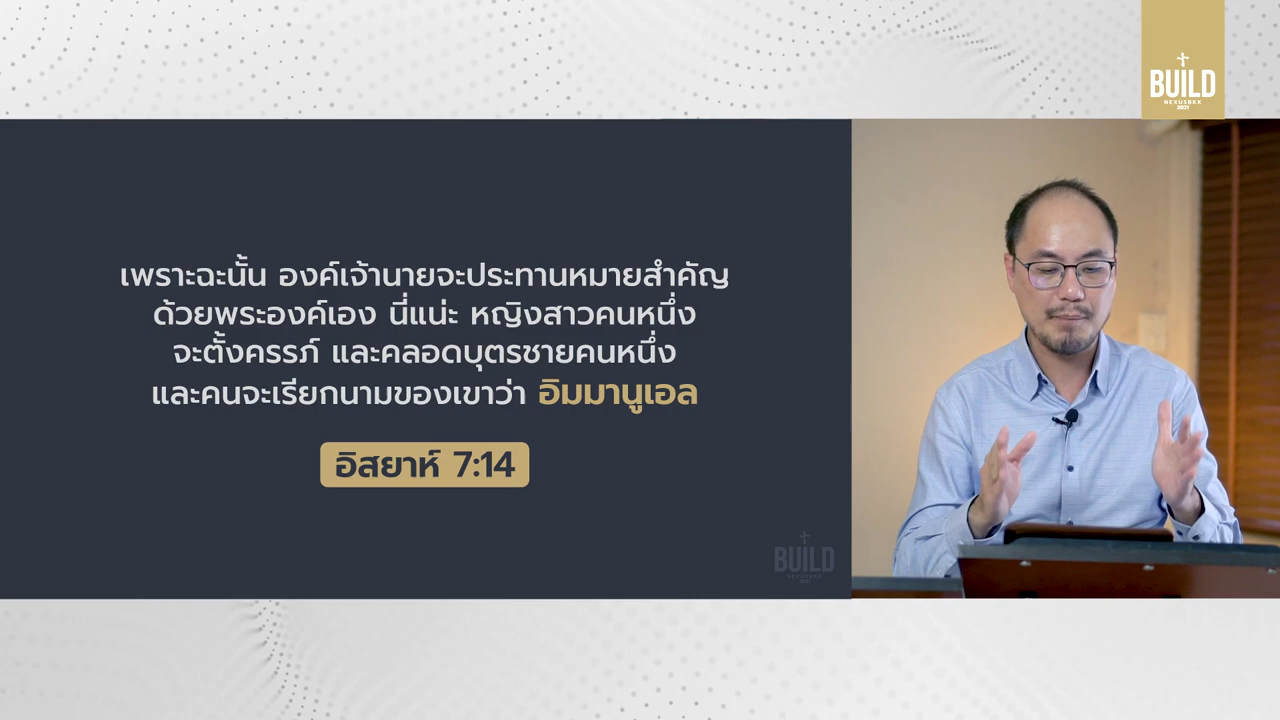 BUILD
NEXUSBKK
2021
เพราะฉะนั้น องค์เจ้านายจะประทานหมายสำคัญ
ด้วยพระองค์เอง นี่แน่ะ หญิงสาวคนหนึ่ง
จะตั้งครรภ์ และคลอดบุตรชายคนหนึ่ง
และคนจะเรียกนามของเขาว่า อิมมานูเอล
อิสยาห์ 7:14
BUILD
NEXUSBKK
2021